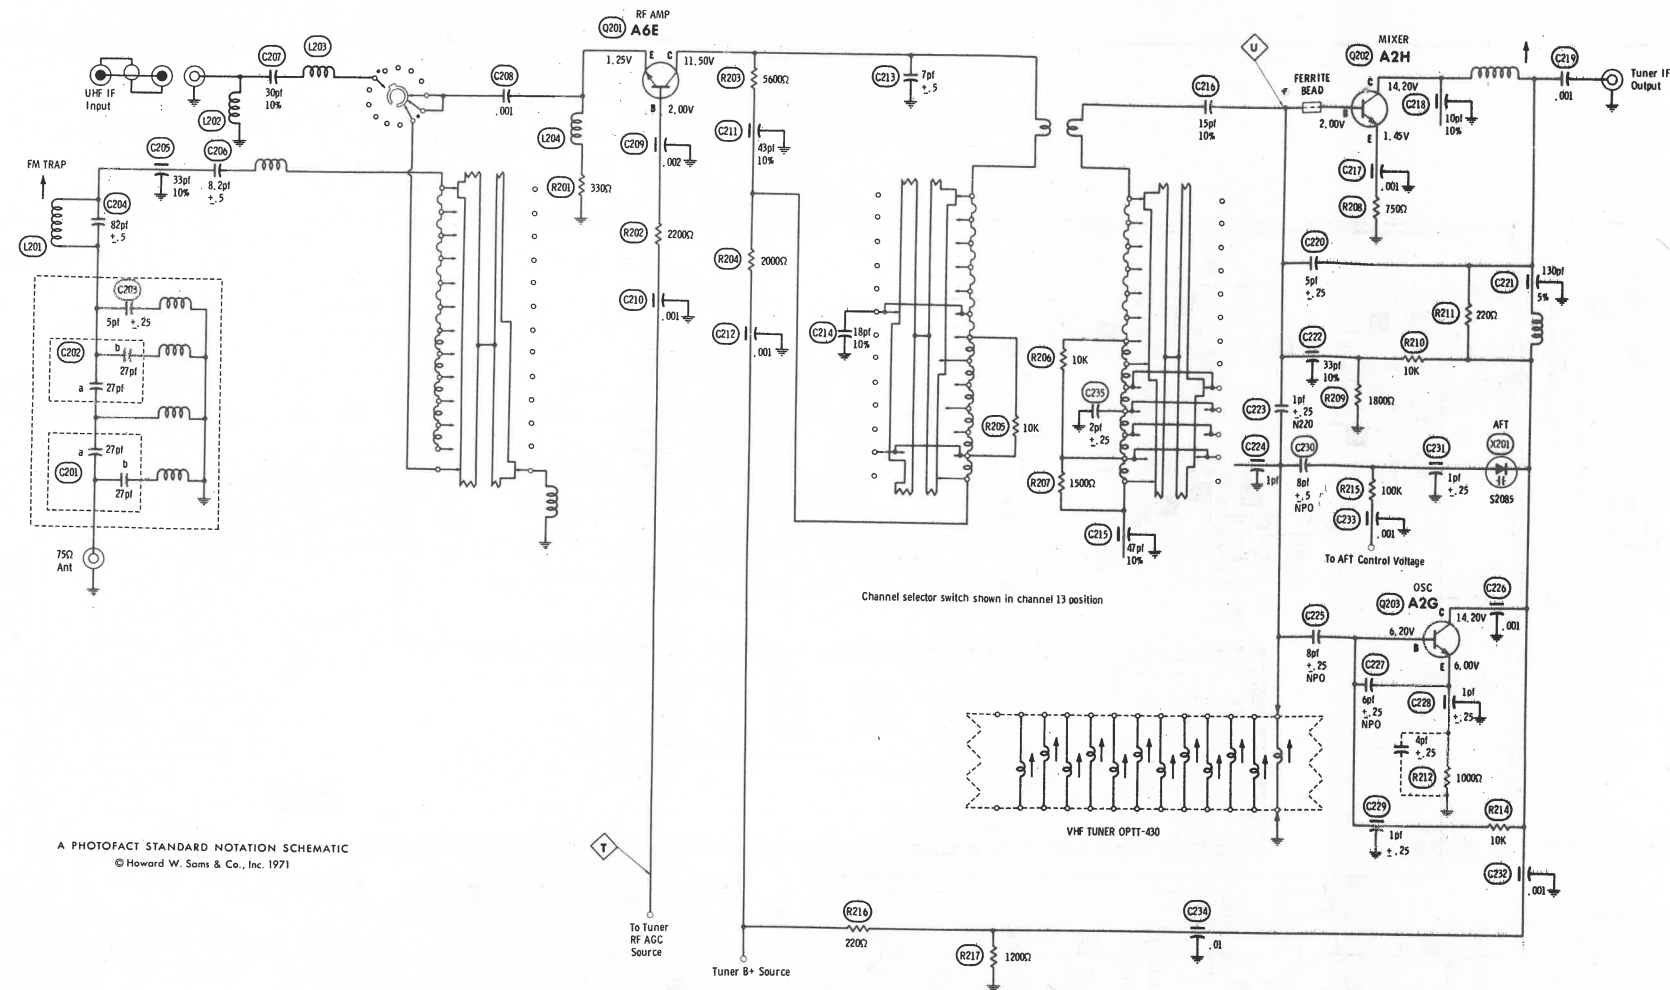 RF AMP
Q201 A6E
E C
1.25V
11.50V
B
2.00V
UHF IF
Input
C207
30pf
10%
L203
L202
C208
.001
L204
R201
330Ω
C209
.002
R202
2200Ω
C210
.001
R203
5600Ω
C211
43pf
10%
R204
2000Ω
C212
.001
C213
7pf
±.5
C216
15pf
10%
U
FERRITE
BEAD
MIXER
Q202 A2H
C
14.20V
B
2.00V
E
1.45V
C217
.001
R208
750Ω
C218
10pf
10%
C219
.001
Tuner IF
Output
FM TRAP
L201
C205
33pf
10%
C206
8.2pf
±.5
C204
82pf
±.5
C203
5pf ±.25
C202
b
27pf
a 27pf
27pf
a
C201
b
27pf
75Ω
Ant
C214
18pf
10%
R205
10K
R206
10K
C235
2pf
±.25
R207
1500Ω
C215
47pf
10%
C220
5pf
±.25
C221
130pf
5%
R211
220Ω
C222
33pf
10%
R210
10K
R209
1800Ω
C223
1pf
±.25
N220
C224
1pf
C230
8pf
±.5
NPO
R215
100K
C233
.001
To AFT Control Voltage
C231
1pf
±.25
AFT
X201
S2085
Channel selector switch shown in channel 13 position
OSC
Q203 A2G
C
14.20V
6.20V
B
E
6.00V
C226
.001
C225
8pf
±.25
NPO
C227
6pf
±.25
NPO
C228
1pf
±.25
4pf
±.25
R212
1000Ω
C229
1pf
±.25
R214
10K
C232
.001
VHF TUNER OPTT-430
A PHOTOFACT STANDARD NOTATION SCHEMATIC
© Howard W. Sams & Co., Inc. 1971
T
To Tuner
RF AGC
Source
Tuner B+ Source
R216
220Ω
R217
1200Ω
C234
.01